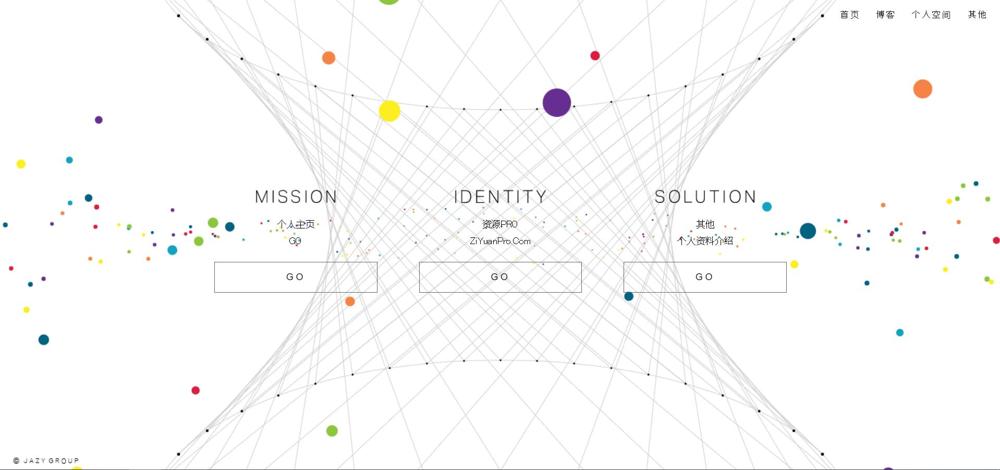 首页 博客 个人空间 其他
MISSION
个人主页
GO
GO
IDENTITY
资源PRO
ZiYuanPro.Com
GO
SOLUTION
其他
个人资料介绍
GO
© JAZY GROUP